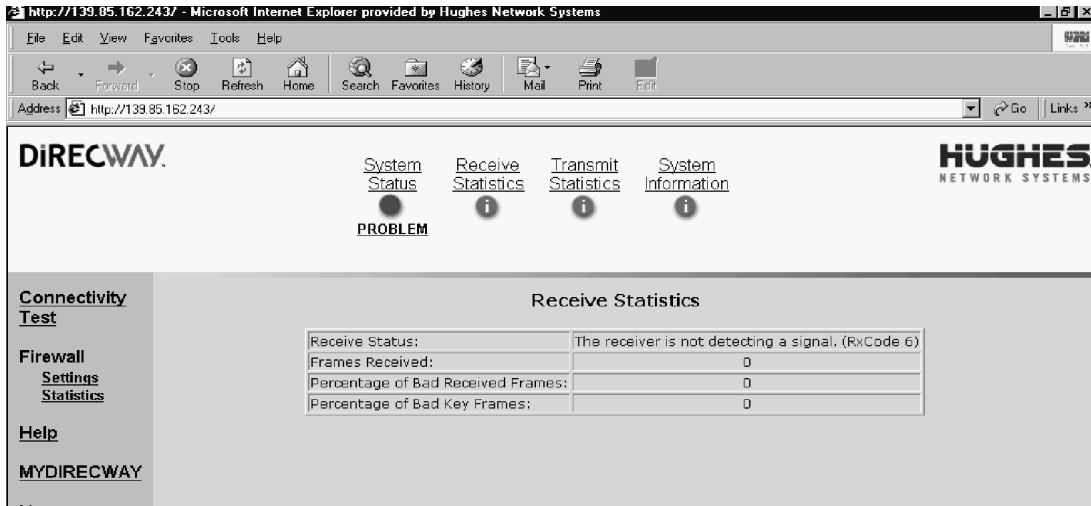 http://139.85.162.243/ - Microsoft Internet Explorer provided by Hughes Network Systems
File Edit View Favorites Tools Help
Back Forward Stop Refresh Home Search Favorites History Mail Print Edit
Address http://139.85.162.243/ Go Links »
DIRECWAY.
System Status
Receive Statistics
Transmit Statistics
System Information
PROBLEM
HUGHES
NETWORK SYSTEMS
Connectivity Test
Firewall
Settings
Statistics
Help
MYDIRECWAY
Receive Statistics
Receive Status: The receiver is not detecting a signal. (RxCode 6)
Frames Received: 0
Percentage of Bad Received Frames: 0
Percentage of Bad Key Frames: 0